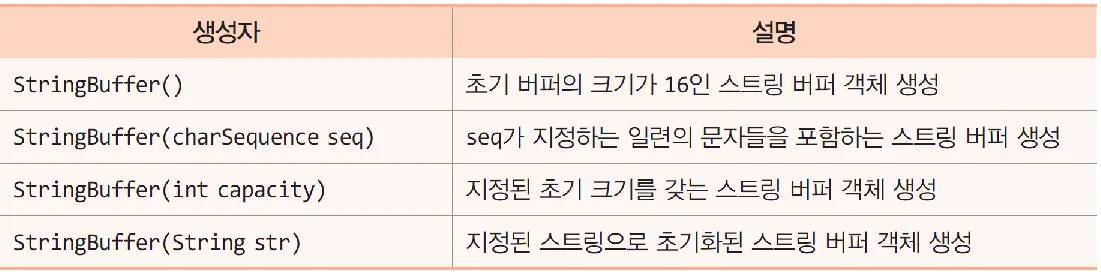 생성자 설명
StringBuffer() 초기 버퍼의 크기가 16인 스트링 버퍼 객체 생성
StringBuffer(charSequence seq) seq가 지정하는 일련의 문자들을 포함하는 스트링 버퍼 생성
StringBuffer(int capacity) 지정된 초기 크기를 갖는 스트링 버퍼 객체 생성
StringBuffer(String str) 지정된 스트링으로 초기화된 스트링 버퍼 객체 생성